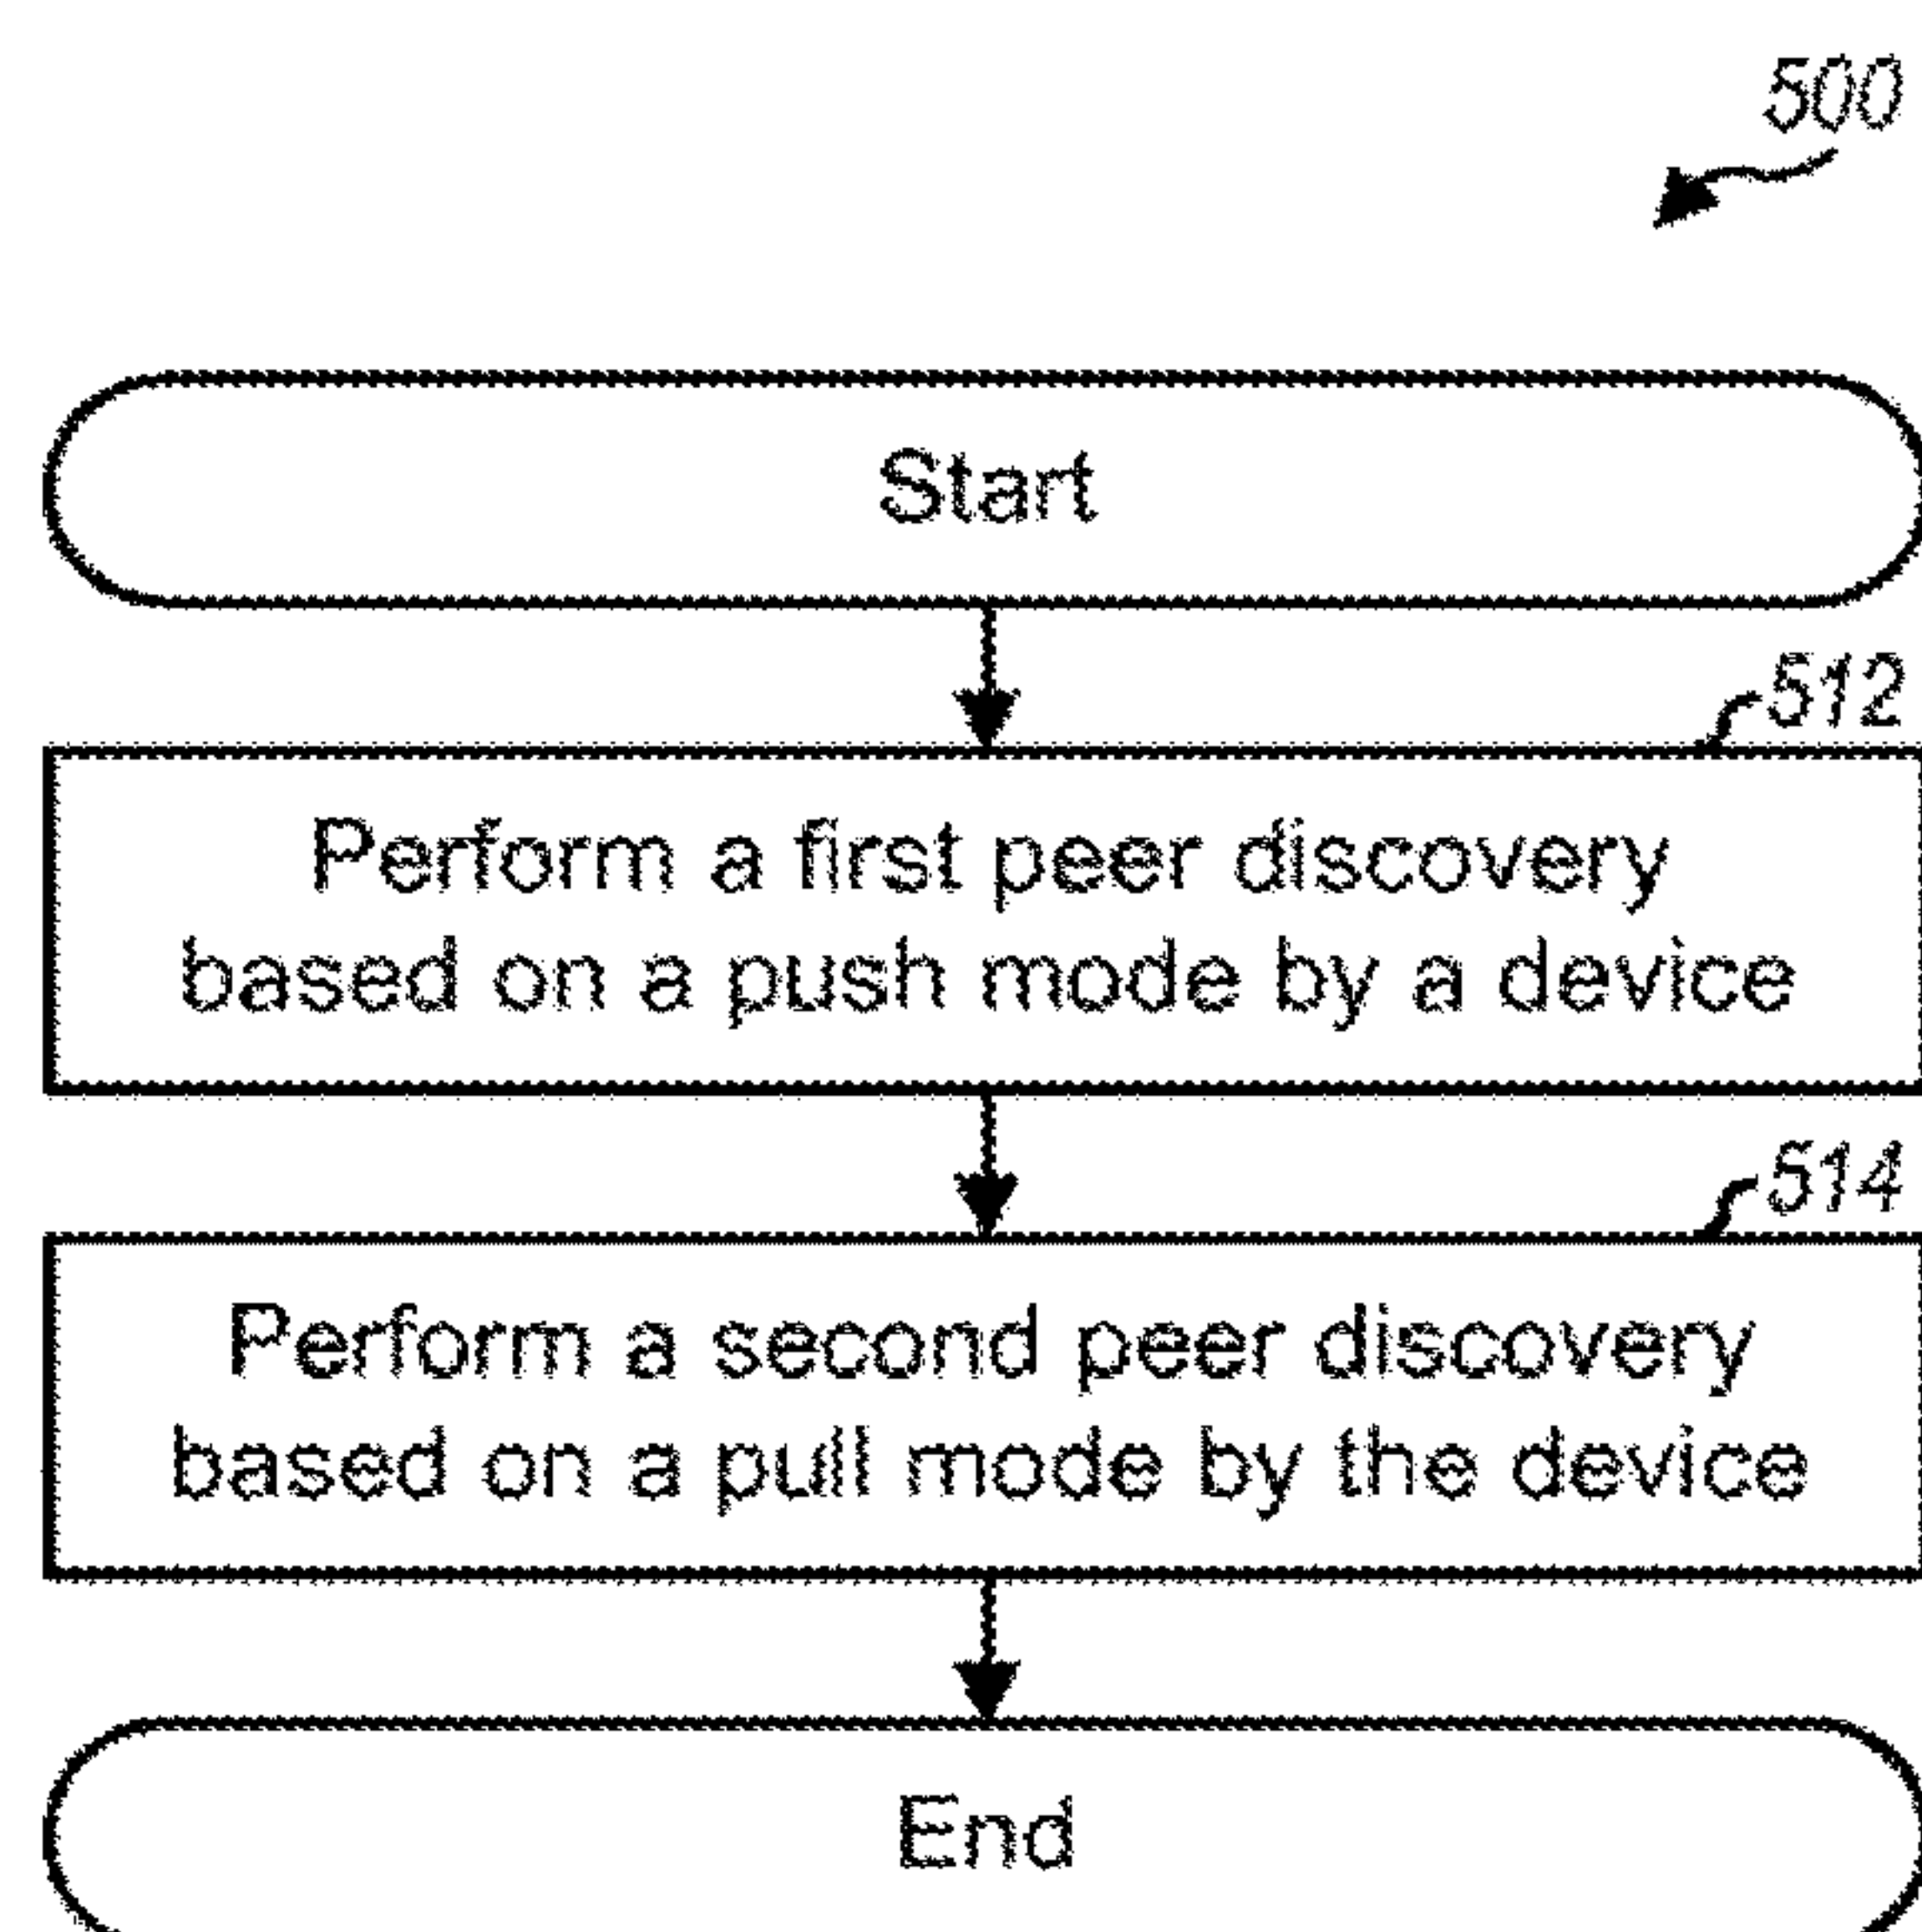 500
Start
512
Perform a first peer discovery
based on a push mode by a device
514
Perform a second peer discovery
based on a pull mode by the device
End